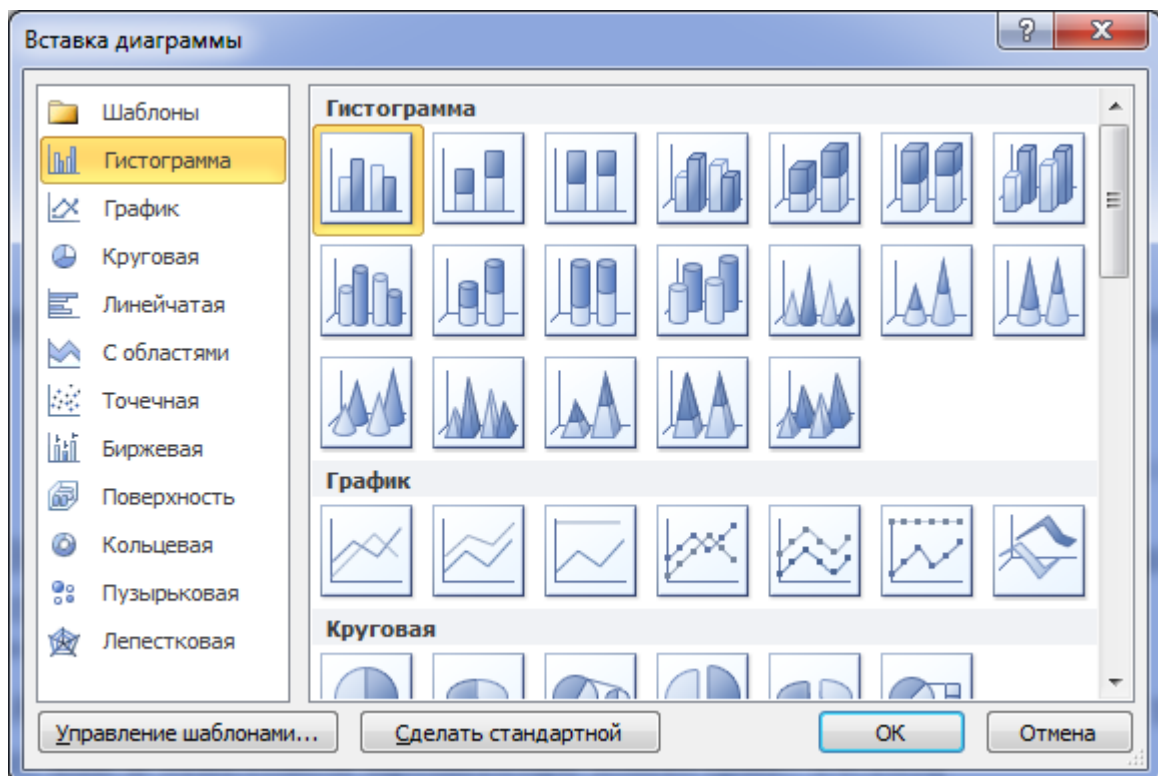 Вставка диаграммы
Шаблоны
Гистограмма
График
Круговая
Линейчатая
С областями
Точечная
Биржевая
Поверхность
Кольцевая
Пузырьковая
Лепестковая
Гистограмма
График
Круговая
Управление шаблонами...
Сделать стандартной
ОК
Отмена